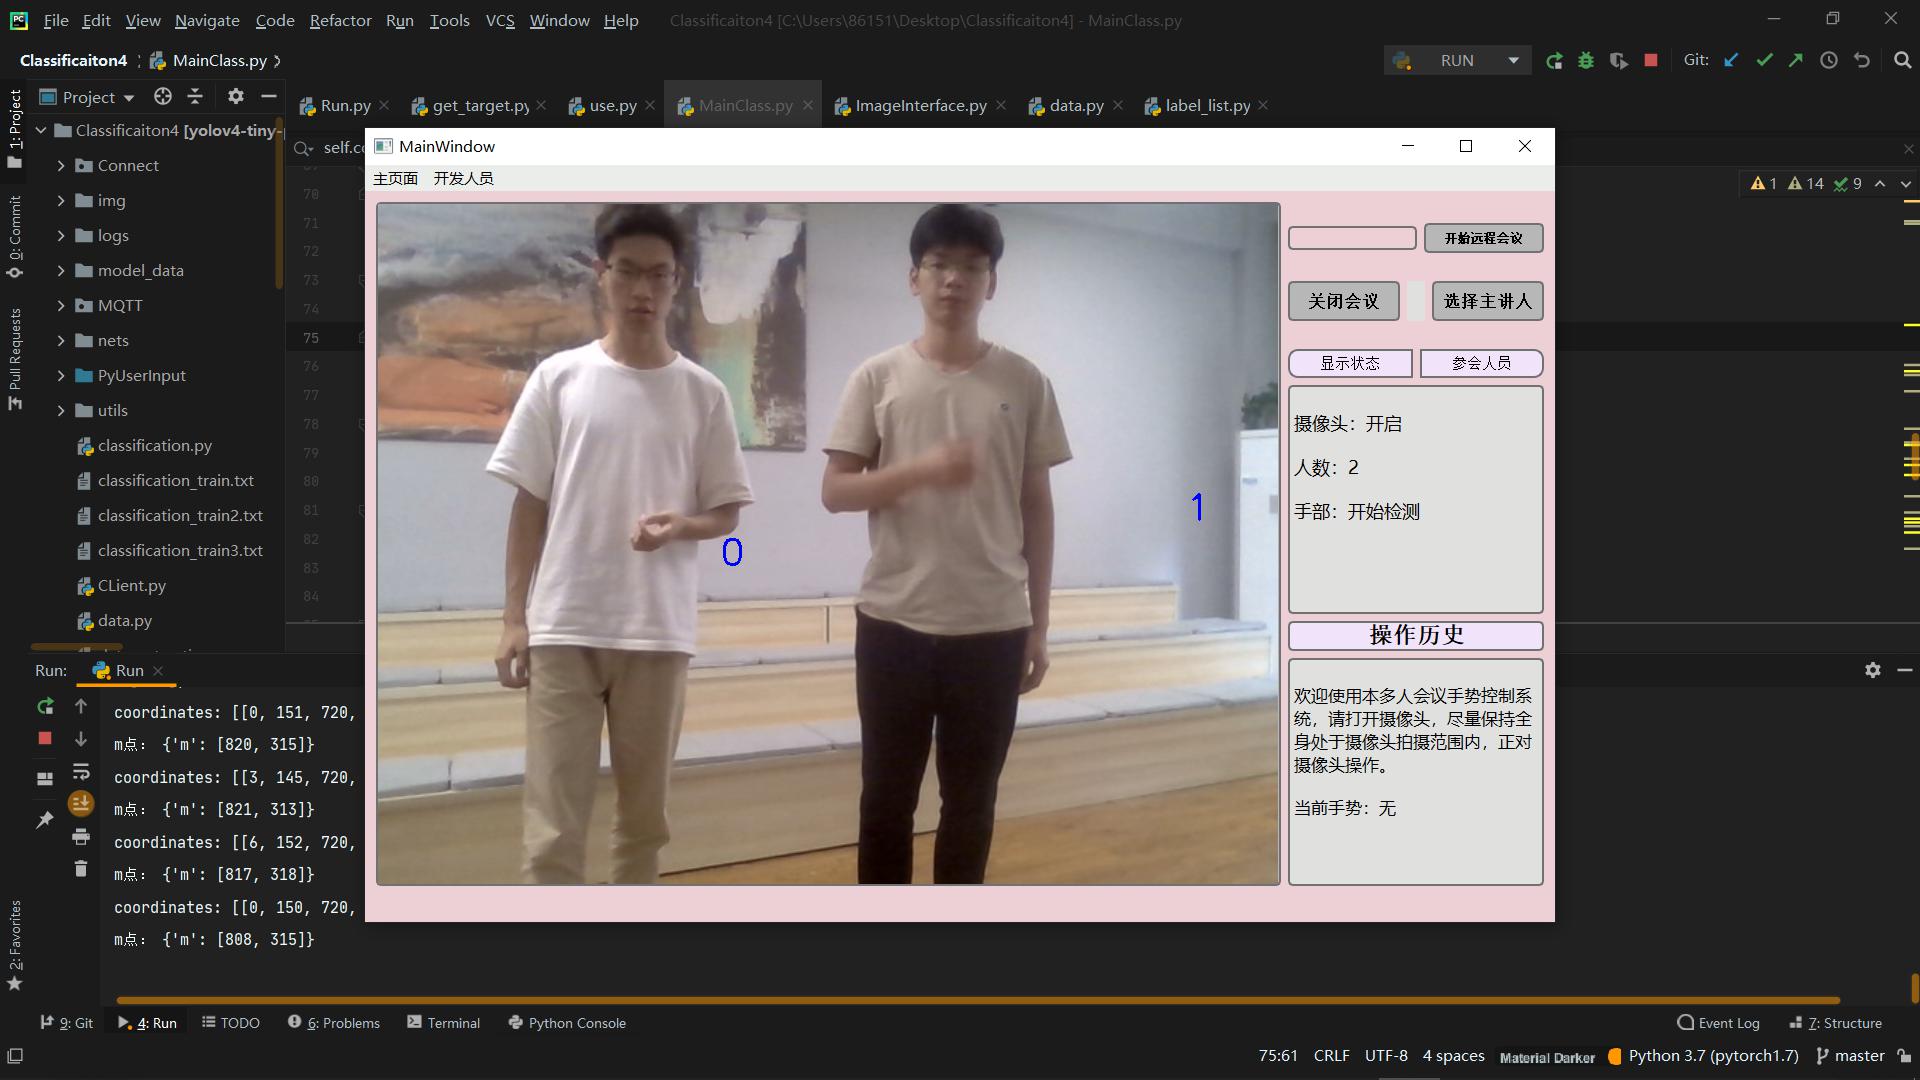 File Edit View Navigate Code Refactor Run Tools VCS Window Help Classificaiton4 [C:\Users\86151\Desktop\Classificaiton4] - MainClass.py
Classificaiton4 MainClass.py RUN Git:
Project Run.py get_target.py use.py MainClass.py ImageInterface.py data.py label_list.py
1: Project
0: Commit
Pull Requests
2: Favorites
Classificaiton4 [yolov4-tiny-
Connect
img
logs
model_data
MQTT
nets
PyUserInput
utils
classification.py
classification_train.txt
classification_train2.txt
classification_train3.txt
CLient.py
data.py
self.co
70
71
72
73
74
75
76
77
78
79
80
81
82
83
84
1 14 9
MainWindow
主页面 开发人员
0
1
开始远程会议
关闭会议 选择主讲人
显示状态 参会人员
摄像头：开启
人数：2
手部：开始检测
操作历史
欢迎使用本多人会议手势控制系
统，请打开摄像头，尽量保持全
身处于摄像头拍摄范围内，正对
摄像头操作。
当前手势：无
Run: Run
coordinates: [[0, 151, 720,
m点： {'m': [820, 315]}
coordinates: [[3, 145, 720,
m点： {'m': [821, 313]}
coordinates: [[6, 152, 720,
m点： {'m': [817, 318]}
coordinates: [[0, 150, 720,
m点： {'m': [808, 315]}
9: Git 4: Run TODO 6: Problems Terminal Python Console Event Log 7: Structure
75:61 CRLF UTF-8 4 spaces Material Darker Python 3.7 (pytorch1.7) master